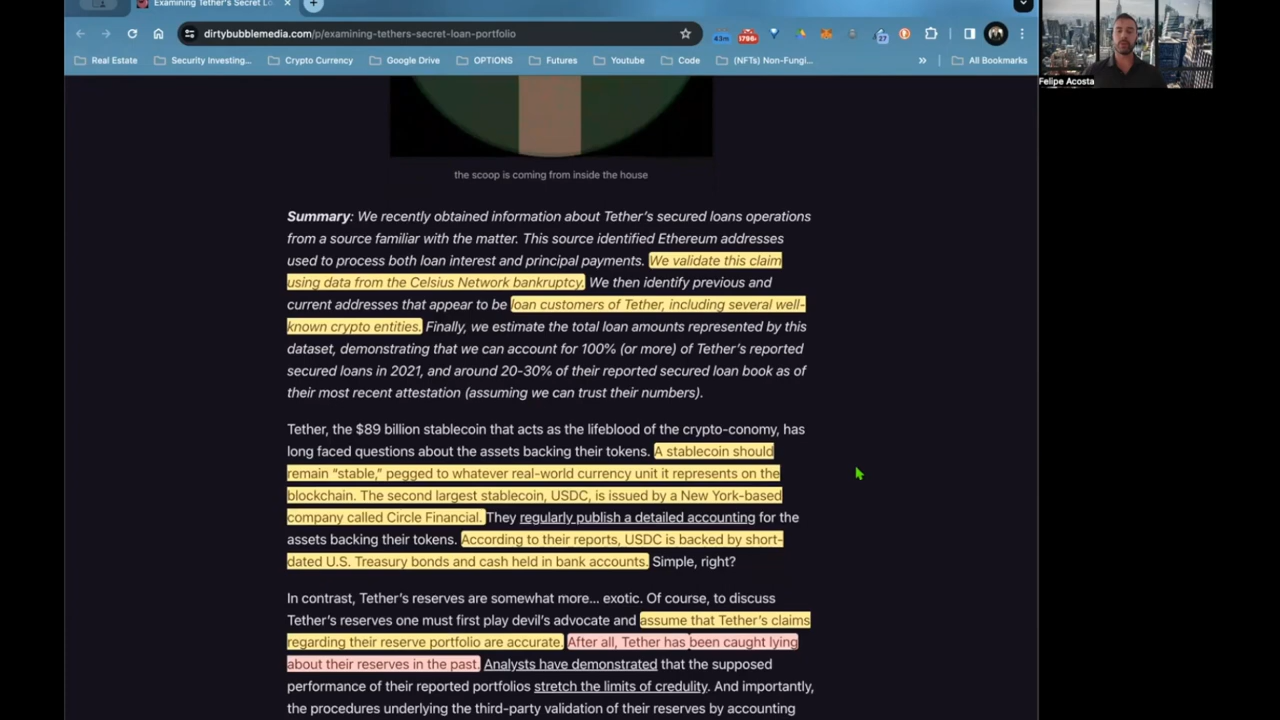 Examining Tether's Secret Lo
dirtybubblemedia.com/p/examining-tethers-secret-loan-portfolio
43m
1796
27
Real Estate
Security Investing...
Crypto Currency
Google Drive
OPTIONS
Futures
Youtube
Code
(NFTs) Non-Fungi...
»
All Bookmarks
Felipe Acosta
the scoop is coming from inside the house
Summary: We recently obtained information about Tether's secured loans operations
from a source familiar with the matter. This source identified Ethereum addresses
used to process both loan interest and principal payments. We validate this claim
using data from the Celsius Network bankruptcy. We then identify previous and
current addresses that appear to be loan customers of Tether, including several well-
known crypto entities. Finally, we estimate the total loan amounts represented by this
dataset, demonstrating that we can account for 100% (or more) of Tether's reported
secured loans in 2021, and around 20-30% of their reported secured loan book as of
their most recent attestation (assuming we can trust their numbers).
Tether, the $89 billion stablecoin that acts as the lifeblood of the crypto-conomy, has
long faced questions about the assets backing their tokens. A stablecoin should
remain "stable," pegged to whatever real-world currency unit it represents on the
blockchain. The second largest stablecoin, USDC, is issued by a New York-based
company called Circle Financial. They regularly publish a detailed accounting for the
assets backing their tokens. According to their reports, USDC is backed by short-
dated U.S. Treasury bonds and cash held in bank accounts. Simple, right?
In contrast, Tether's reserves are somewhat more... exotic. Of course, to discuss
Tether's reserves one must first play devil's advocate and assume that Tether's claims
regarding their reserve portfolio are accurate. After all, Tether has been caught lying
about their reserves in the past. Analysts have demonstrated that the supposed
performance of their reported portfolios stretch the limits of credulity. And importantly,
the procedures underlying the third-party validation of their reserves by accounting